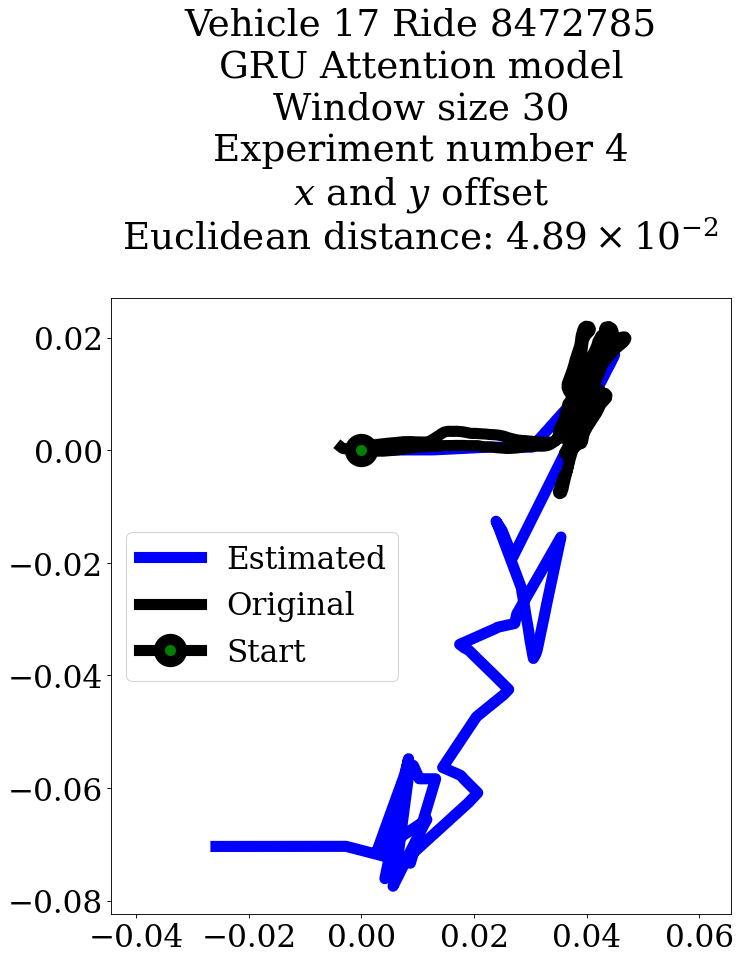 Vehicle 17 Ride 8472785
GRU Attention model
Window size 30
Experiment number 4
x and y offset
Euclidean distance: 4.89 × 10⁻²
0.02
0.00
−0.02
−0.04
−0.06
−0.08
Estimated
Original
Start
−0.04 −0.02 0.00 0.02 0.04 0.06